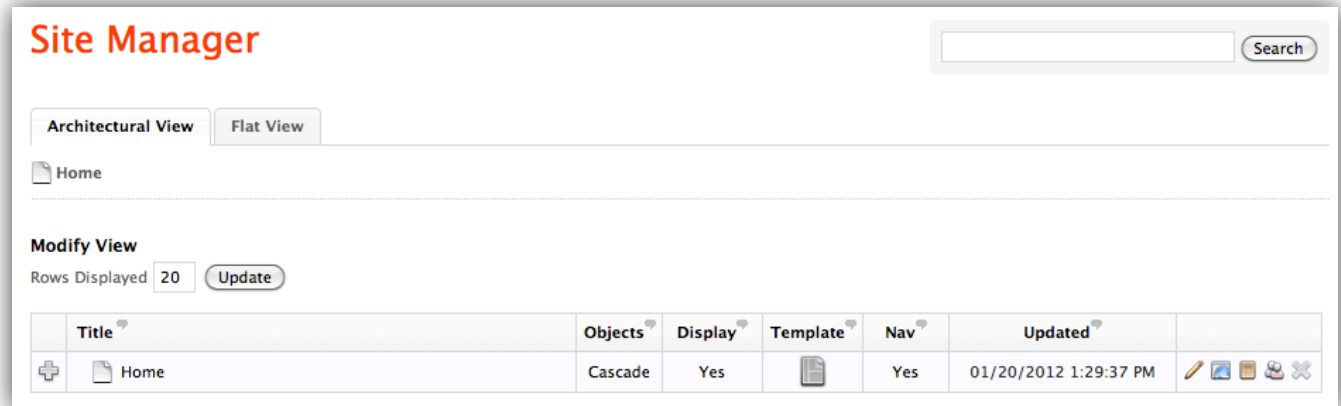 Site Manager
Search
Architectural View Flat View
Home
Modify View
Rows Displayed 20 Update
Title Objects Display Template Nav Updated
Home Cascade Yes Yes 01/20/2012 1:29:37 PM